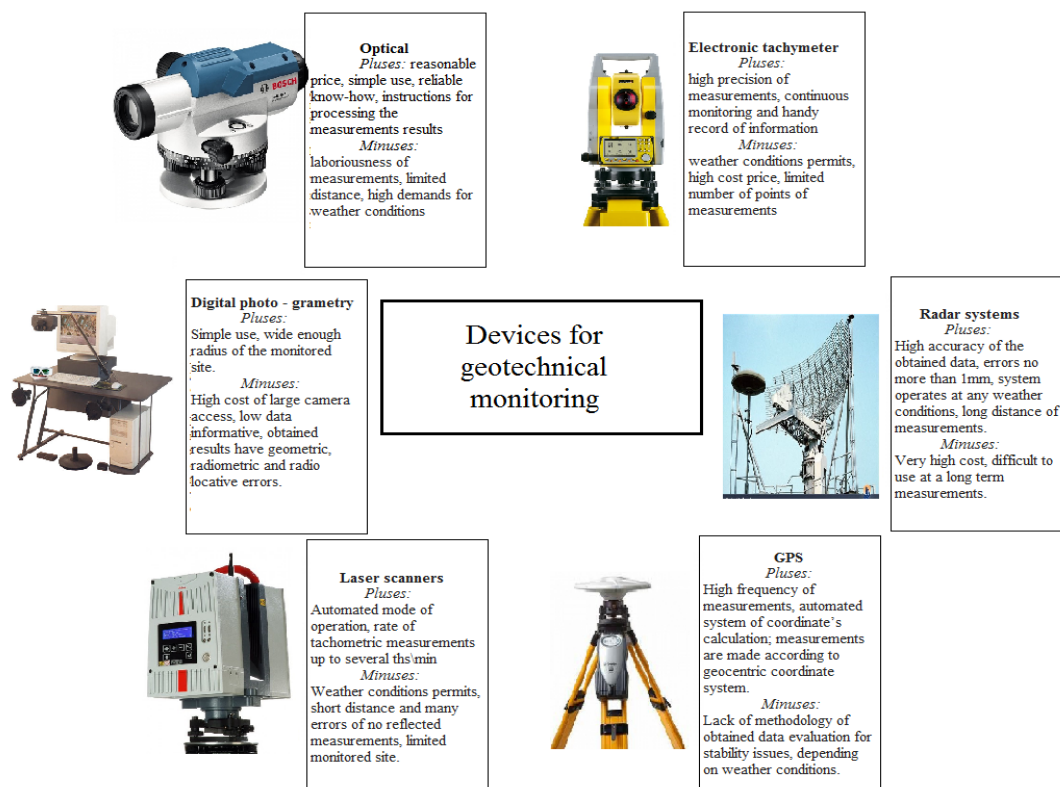 Optical
Pluses: reasonable
price, simple use, reliable
know-how, instructions for
processing the
measurements results
Minuses:
laboriousness of
measurements, limited
distance, high demands for
weather conditions
BOSCH
Electronic tachymeter
Pluses:
high precision of
measurements, continuous
monitoring and handy
record of information
Minuses:
weather conditions permits,
high cost price, limited
number of points of
measurements
Digital photo - grametry
Pluses:
Simple use, wide enough
radius of the monitored
site.
Minuses:
High cost of large camera
access, low data
informative, obtained
results have geometric,
radiometric and radio
locative errors.
Devices for
geotechnical
monitoring
Radar systems
Pluses:
High accuracy of the
obtained data, errors no
more than 1mm, system
operates at any weather
conditions, long distance of
measurements.
Minuses:
Very high cost, difficult to
use at a long term
measurements.
Laser scanners
Pluses:
Automated mode of
operation, rate of
tachometric measurements
up to several ths\min
Minuses:
Weather conditions permits,
short distance and many
errors of no reflected
measurements, limited
monitored site.
GPS
Pluses:
High frequency of
measurements, automated
system of coordinate’s
calculation; measurements
are made according to
geocentric coordinate
system.
Minuses:
Lack of methodology of
obtained data evaluation for
stability issues, depending
on weather conditions.